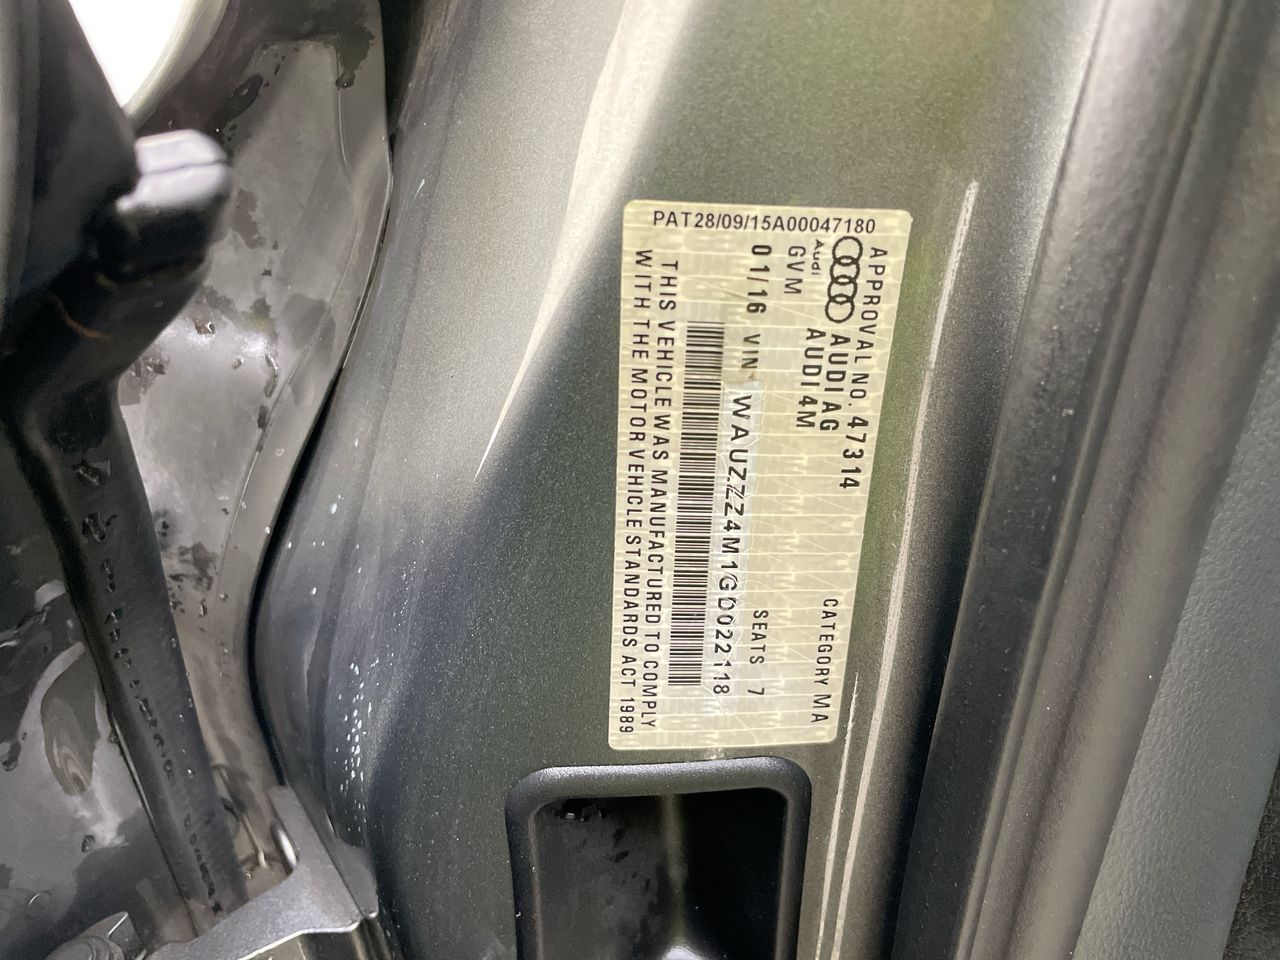 PAT28/09/15A00047180
APPROVAL NO. 47314 CATEGORY MA
Audi AUDI AG
GVM AUDI 4M
01/16 VIN WAUZZZ4M1GD022118 SEATS 7
THIS VEHICLE WAS MANUFACTURED TO COMPLY
WITH THE MOTOR VEHICLE STANDARDS ACT 1989